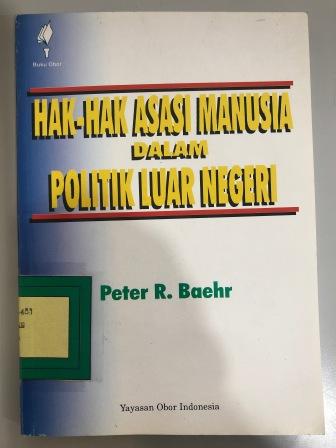 Buku Obor
HAK-HAK ASASI MANUSIA
DALAM
POLITIK LUAR NEGERI
Peter R. Baehr
Yayasan Obor Indonesia